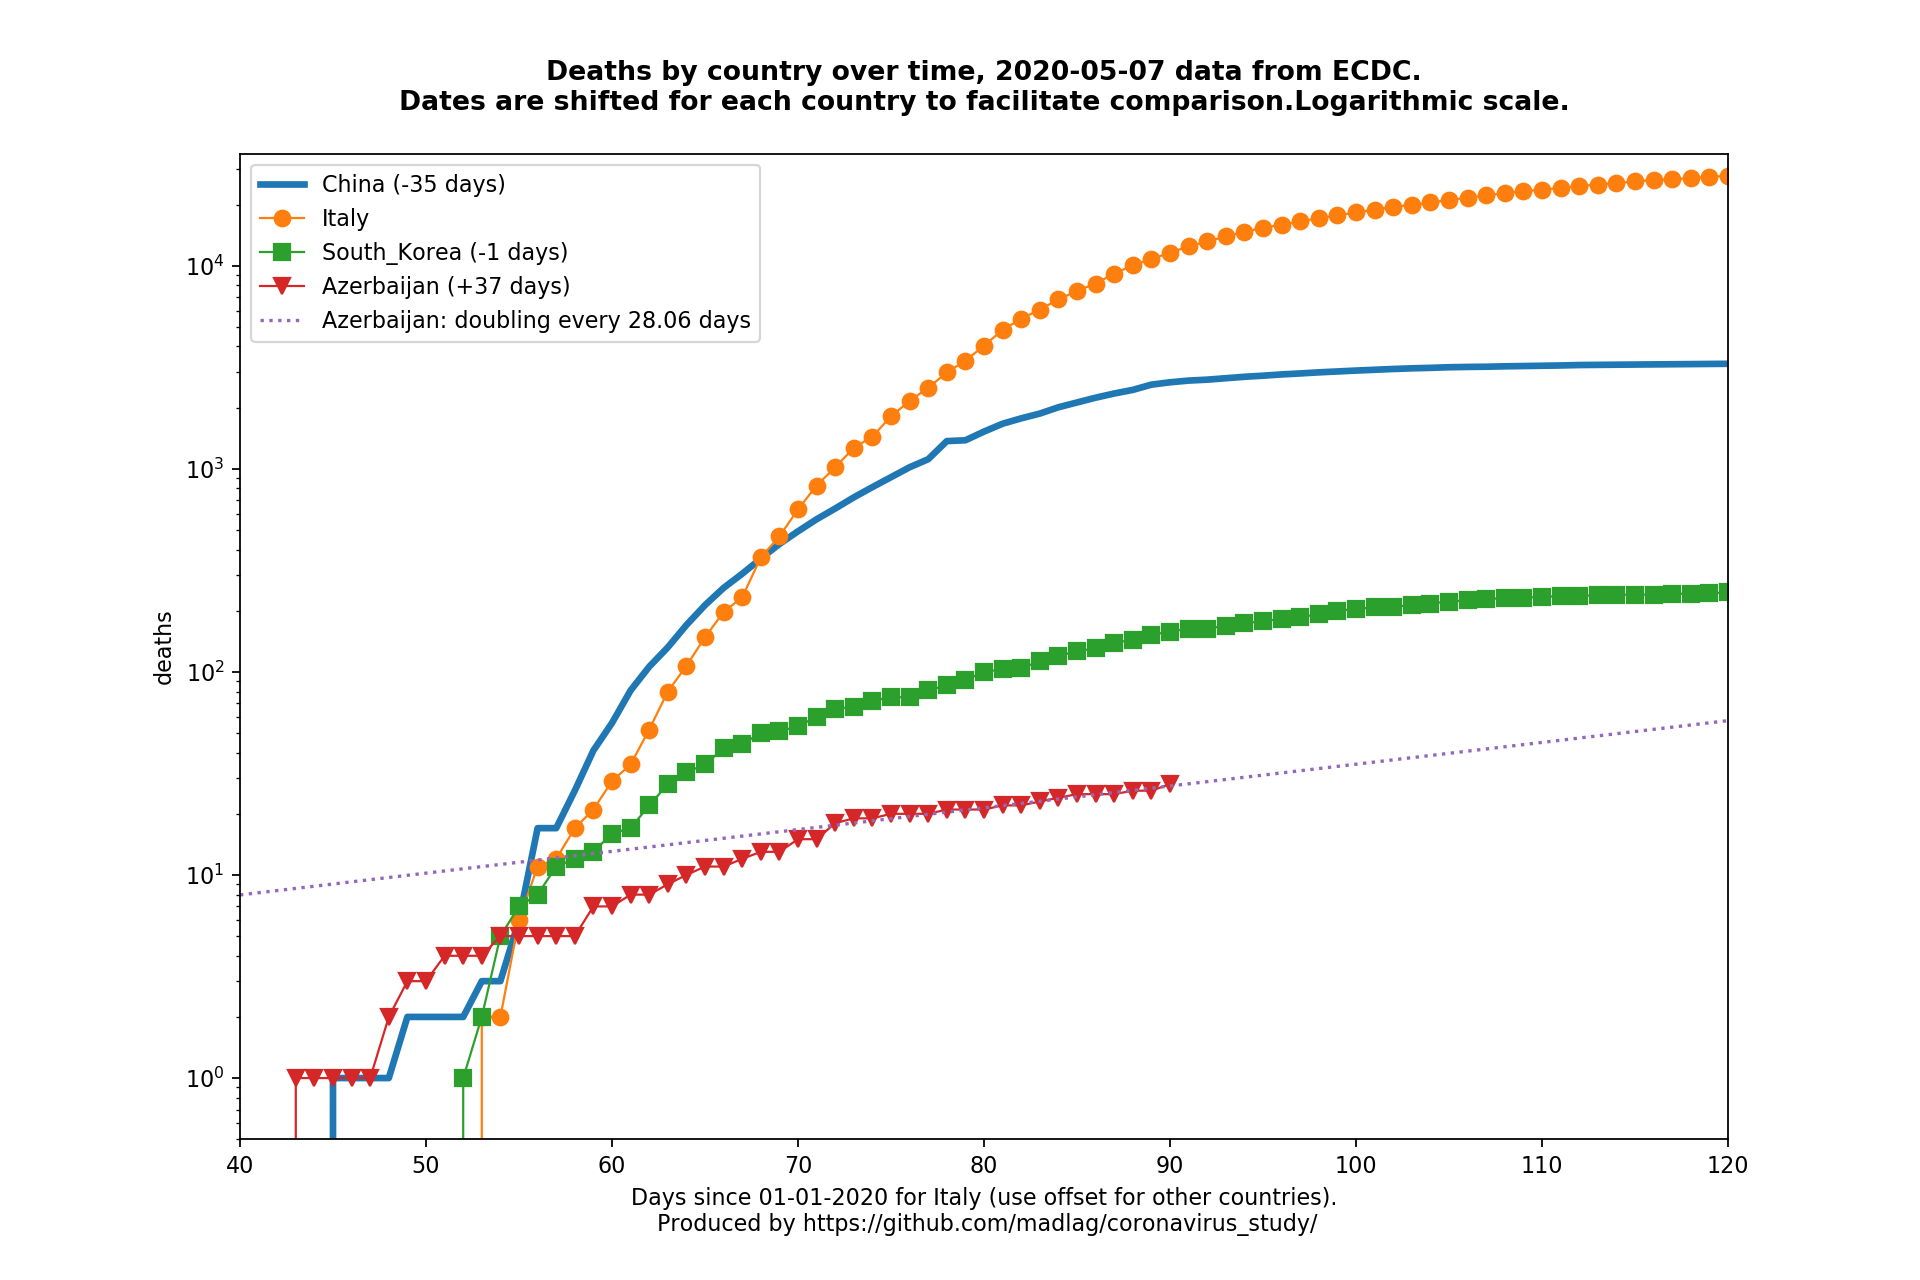 Deaths by country over time, 2020-05-07 data from ECDC.
Dates are shifted for each country to facilitate comparison.Logarithmic scale.
China (-35 days)
Italy
South_Korea (-1 days)
Azerbaijan (+37 days)
Azerbaijan: doubling every 28.06 days
deaths
10⁴
10³
10²
10¹
10⁰
40 50 60 70 80 90 100 110 120
Days since 01-01-2020 for Italy (use offset for other countries).
Produced by https://github.com/madlag/coronavirus_study/